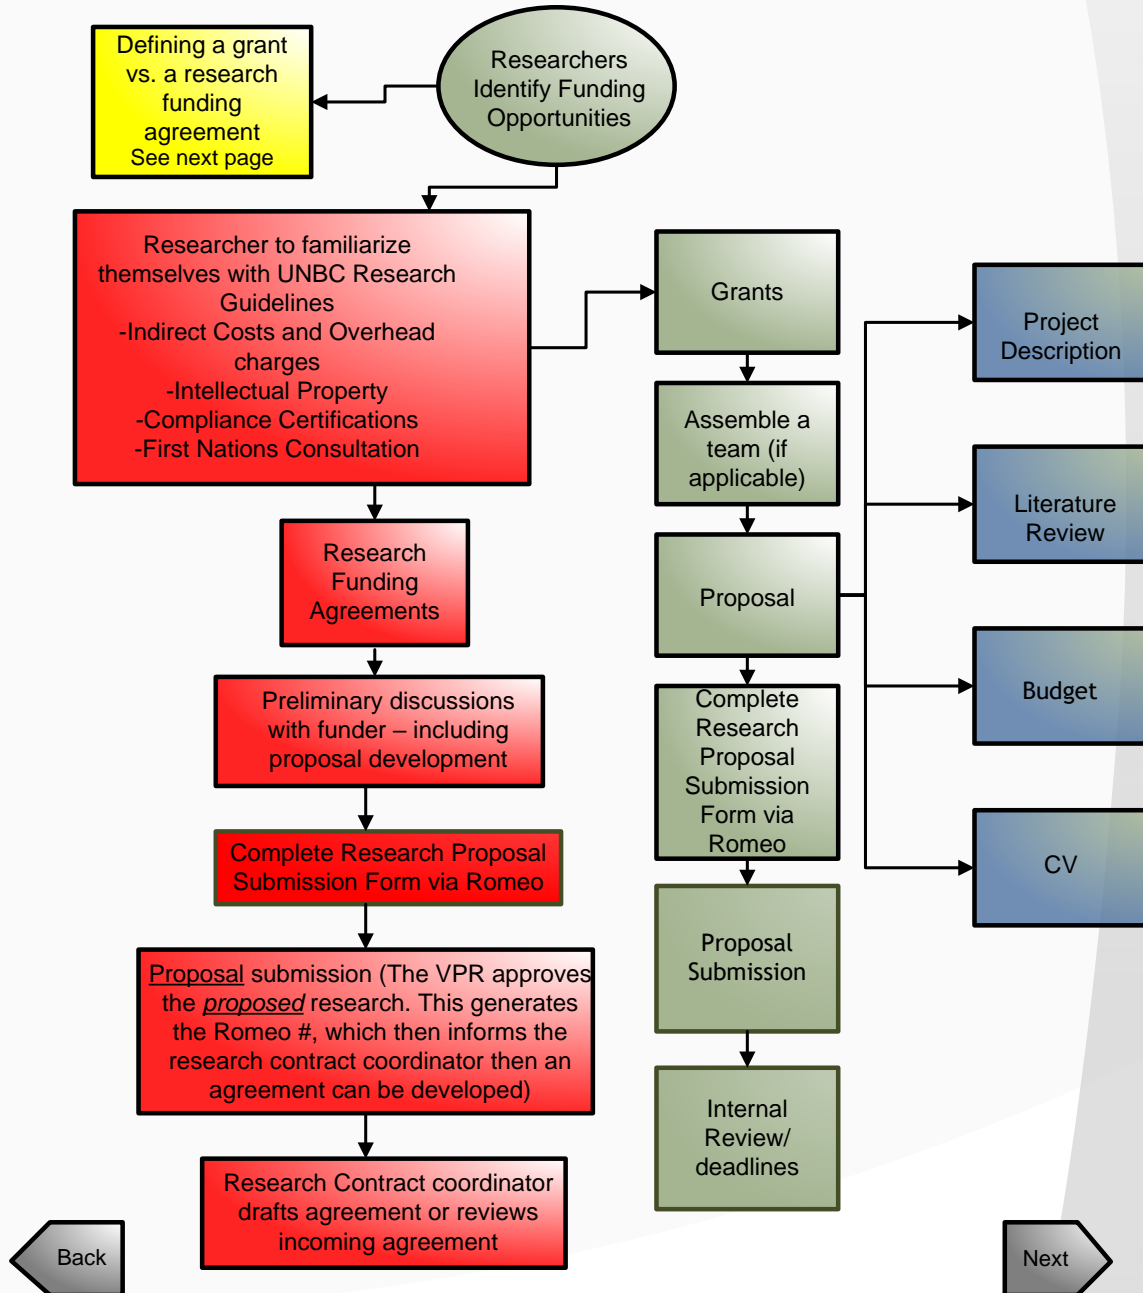 Defining a grant
vs. a research
funding
agreement
See next page
Researchers
Identify Funding
Opportunities
Researcher to familiarize
themselves with UNBC Research
Guidelines
-Indirect Costs and Overhead
charges
-Intellectual Property
-Compliance Certifications
-First Nations Consultation
Research
Funding
Agreements
Preliminary discussions
with funder – including
proposal development
Complete Research Proposal
Submission Form via Romeo
Proposal submission (The VPR approves
the proposed research. This generates
the Romeo #, which then informs the
research contract coordinator then an
agreement can be developed)
Research Contract coordinator
drafts agreement or reviews
incoming agreement
Grants
Assemble a
team (if
applicable)
Proposal
Complete
Research
Proposal
Submission
Form via
Romeo
Proposal
Submission
Internal
Review/
deadlines
Project
Description
Literature
Review
Budget
CV
Back
Next